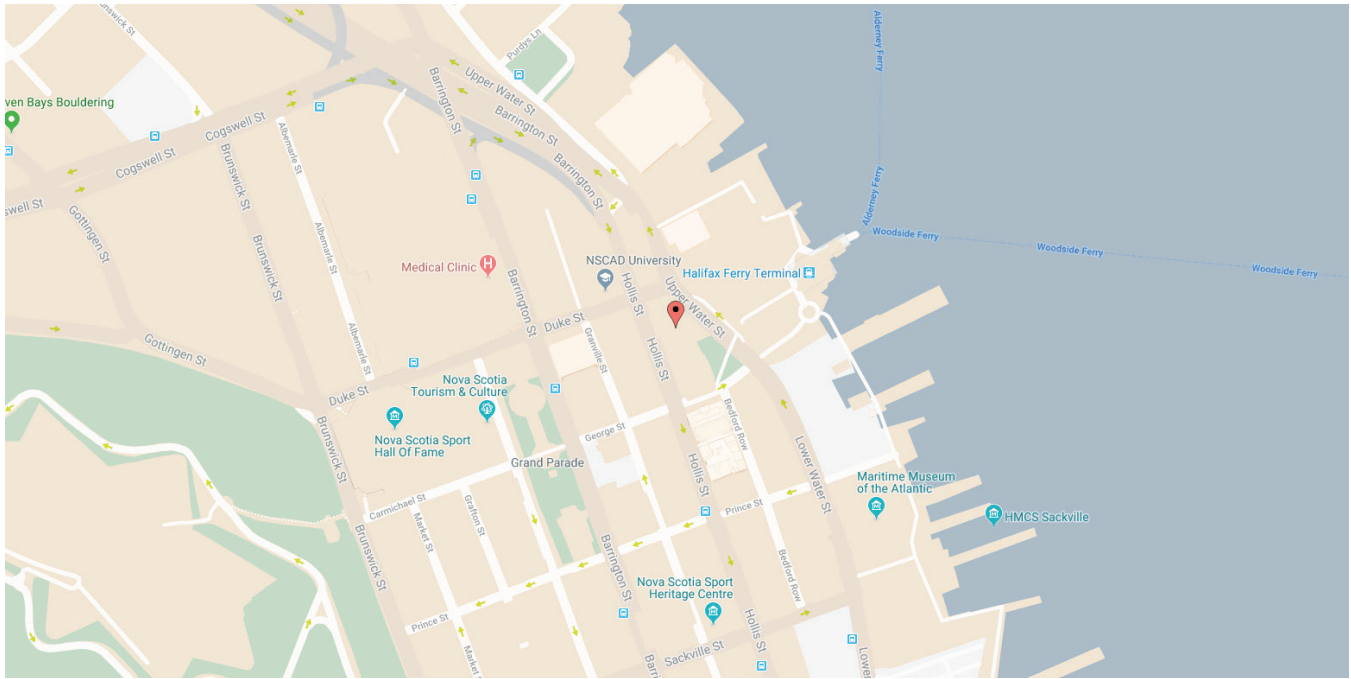 Brunswick St
Purdys Ln
Alderney Ferry
Upper Water St
Barrington St
Barrington St
ven Bays Bouldering
Cogswell St
Albemarle St
Cogswell St
Brunswick St
Barrington St
swell St
Gottingen St
Albemarle St
Alderney Ferry
Woodside Ferry
Woodside Ferry
Woodside Ferry
Brunswick St
Medical Clinic
H
NSCAD University
Halifax Ferry Terminal
Barrington St
Hollis St
Upper Water St
Duke St
Albemarle St
Granville St
Gottingen St
Hollis St
Duke St
Nova Scotia
Tourism & Culture
Nova Scotia Sport
Hall Of Fame
Brunswick St
George St
Bedford Row
Lower Water St
Grand Parade
Hollis St
Maritime Museum
of the Atlantic
Carmichael St
Market St
Grafton St
Prince St
HMCS Sackville
Brunswick St
Barrington St
Bedford Row
Nova Scotia Sport
Heritage Centre
Prince St
Hollis St
Sackville St
Market
Barri
Lower